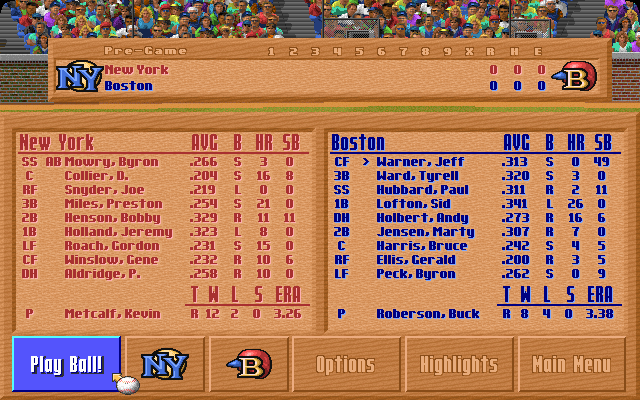 Pre-Game 1 2 3 4 5 6 7 8 9 X R H E
NY New York 0 0 0
Boston 0 0 0 B
New York AVG B HR SB
SS AB Mowry, Byron .266 S 3 0
C Collier, D. .204 S 16 8
RF Snyder, Joe .219 L 0 0
3B Miles, Preston .254 S 21 0
2B Henson, Bobby .329 R 11 11
1B Holland, Jeremy .323 L 8 0
LF Roach, Gordon .231 S 15 0
CF Winslow, Gene .232 R 10 6
DH Aldridge, P. .258 R 10 0
T W L S ERA
P Metcalf, Kevin R 12 2 0 3.26
Boston AVG B HR SB
CF > Warner, Jeff .313 S 0 49
3B Ward, Tyrell .320 S 3 0
SS Hubbard, Paul .311 R 2 11
1B Lofton, Sid .341 L 26 0
DH Holbert, Andy .273 R 16 6
2B Jensen, Marty .307 R 7 0
C Harris, Bruce .242 S 4 5
RF Ellis, Gerald .200 R 3 5
LF Peck, Byron .262 S 0 9
T W L S ERA
P Roberson, Buck R 8 4 0 3.38
Play Ball! NY B Options Highlights Main Menu